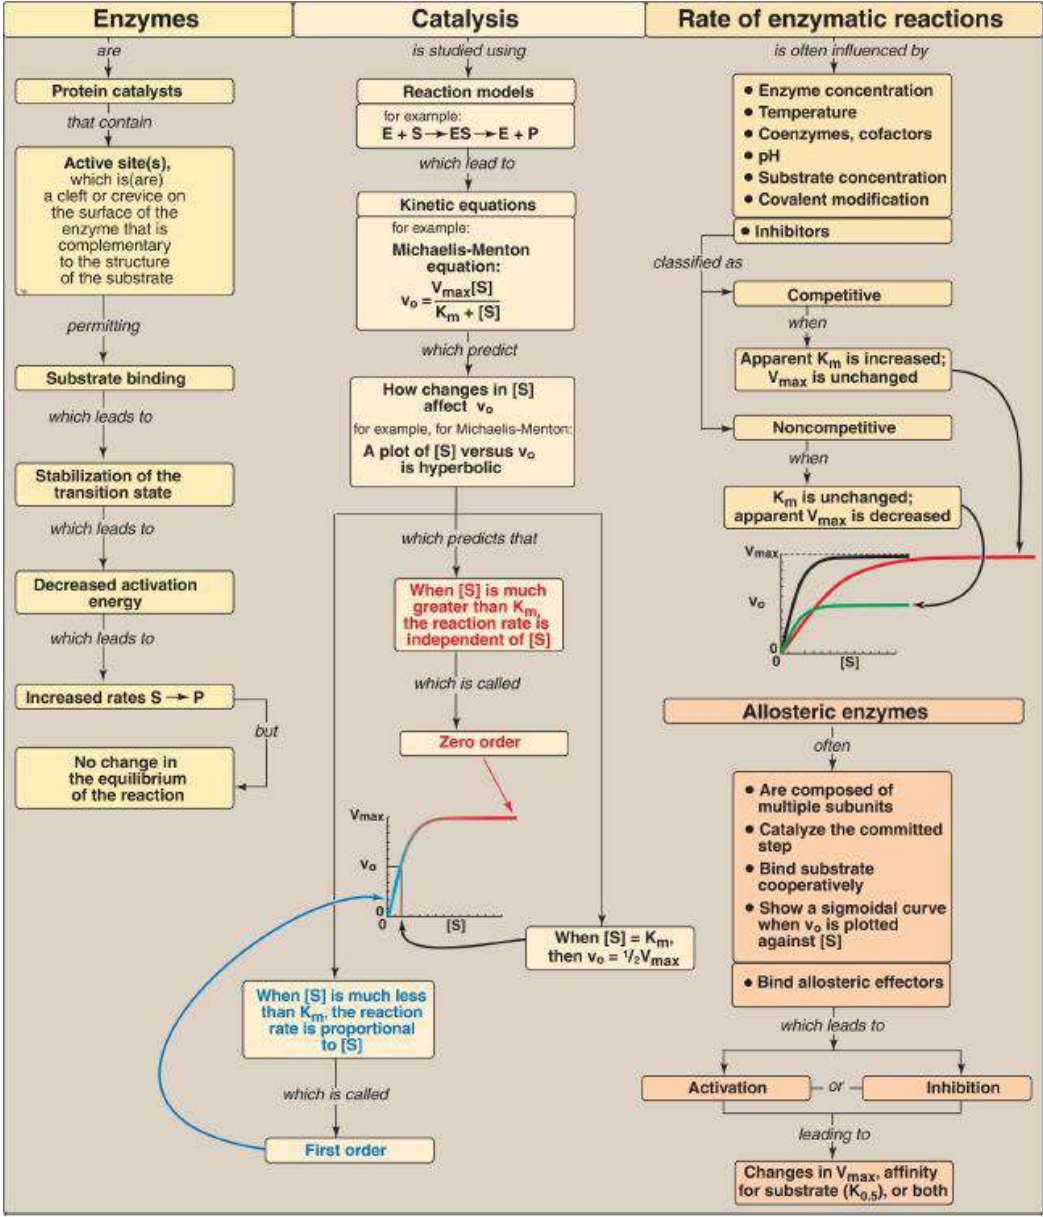 Enzymes
are
Protein catalysts
that contain
Active site(s),
which is(are)
a cleft or crevice on
the surface of the
enzyme that is
complementary
to the structure
of the substrate
permitting
Substrate binding
which leads to
Stabilization of the
transition state
which leads to
Decreased activation
energy
which leads to
Increased rates S → P
but
No change in
the equilibrium
of the reaction
Catalysis
is studied using
Reaction models
for example:
E + S → ES → E + P
which lead to
Kinetic equations
for example:
Michaelis-Menton
equation:
vo = Vmax[S] / Km + [S]
which predict
How changes in [S]
affect vo
for example, for Michaelis-Menton:
A plot of [S] versus vo
is hyperbolic
which predicts that
When [S] is much
greater than Km,
the reaction rate is
independent of [S]
which is called
Zero order
Vmax
vo
0
0
[S]
When [S] = Km,
then vo = 1/2Vmax
When [S] is much less
than Km, the reaction
rate is proportional
to [S]
which is called
First order
Rate of enzymatic reactions
is often influenced by
• Enzyme concentration
• Temperature
• Coenzymes, cofactors
• pH
• Substrate concentration
• Covalent modification
• Inhibitors
classified as
Competitive
when
Apparent Km is increased;
Vmax is unchanged
Noncompetitive
when
Km is unchanged;
apparent Vmax is decreased
Vmax
vo
0
0
[S]
Allosteric enzymes
often
• Are composed of
multiple subunits
• Catalyze the committed
step
• Bind substrate
cooperatively
• Show a sigmoidal curve
when vo is plotted
against [S]
• Bind allosteric effectors
which leads to
Activation or Inhibition
leading to
Changes in Vmax, affinity
for substrate (K0.5), or both